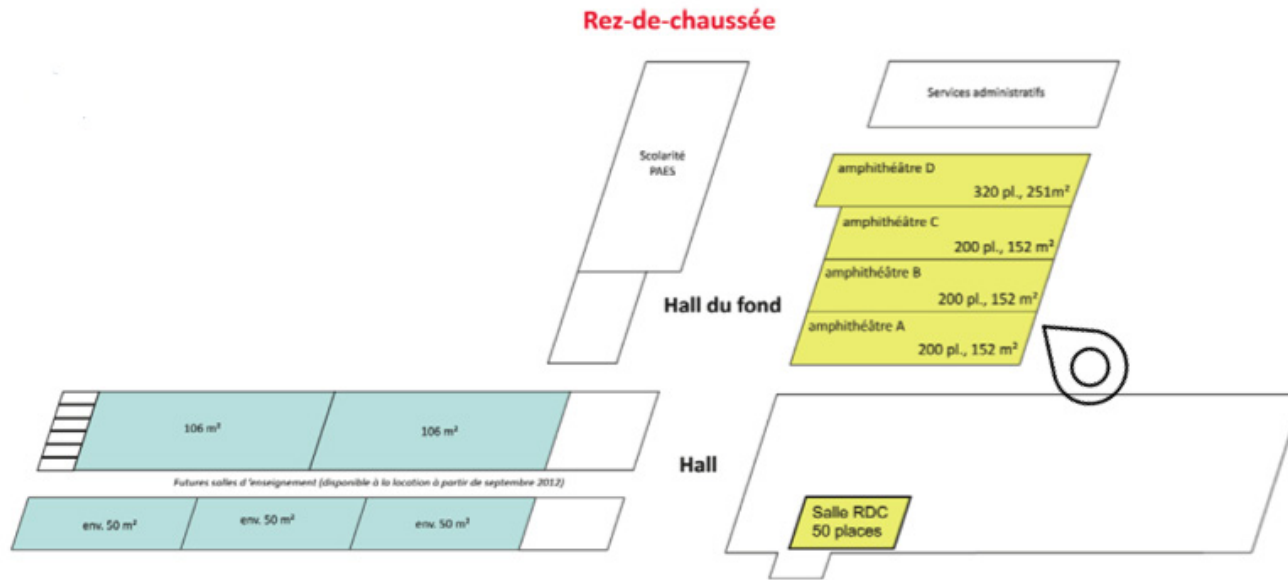 Rez-de-chaussée
Services administratifs
Scolarité
PAES
amphithéâtre D
320 pl., 251m²
amphithéâtre C
200 pl., 152 m²
amphithéâtre B
200 pl., 152 m²
Hall du fond
amphithéâtre A
200 pl., 152 m²
106 m²
106 m²
Hall
Futures salles d'enseignement (disponible à la location à partir de septembre 2012)
env. 50 m²
env. 50 m²
env. 50 m²
Salle RDC
50 places